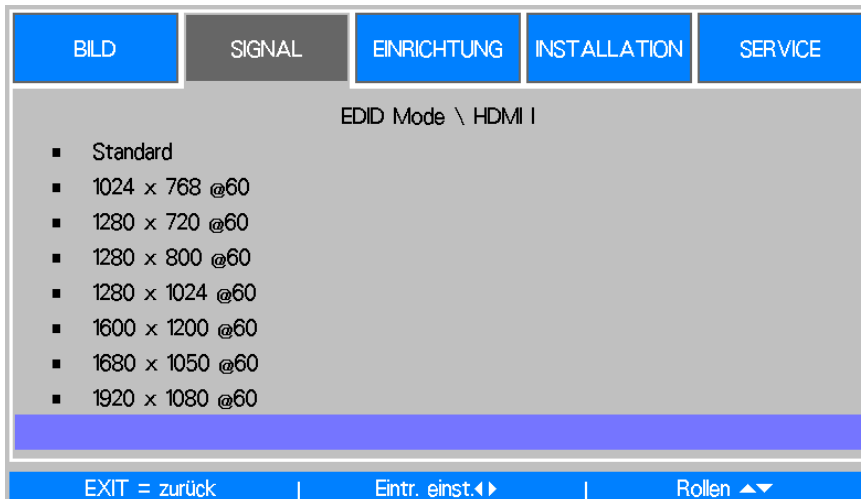 BILD SIGNAL EINRICHTUNG INSTALLATION SERVICE
EDID Mode \ HDMI I
▪ Standard
▪ 1024 x 768 @60
▪ 1280 x 720 @60
▪ 1280 x 800 @60
▪ 1280 x 1024 @60
▪ 1600 x 1200 @60
▪ 1680 x 1050 @60
▪ 1920 x 1080 @60
EXIT = zurück | Eintr. einst.◂▸ | Rollen ▲▼